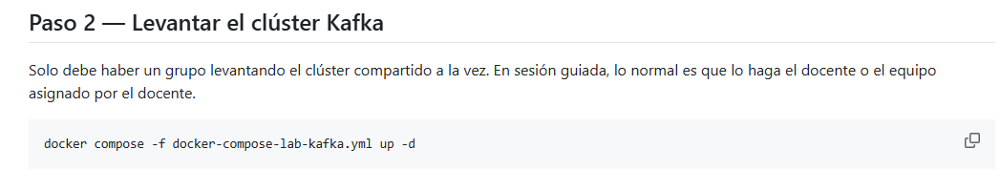 Paso 2 — Levantar el clúster Kafka
Solo debe haber un grupo levantando el clúster compartido a la vez. En sesión guiada, lo normal es que lo haga el docente o el equipo
asignado por el docente.
docker compose -f docker-compose-lab-kafka.yml up -d